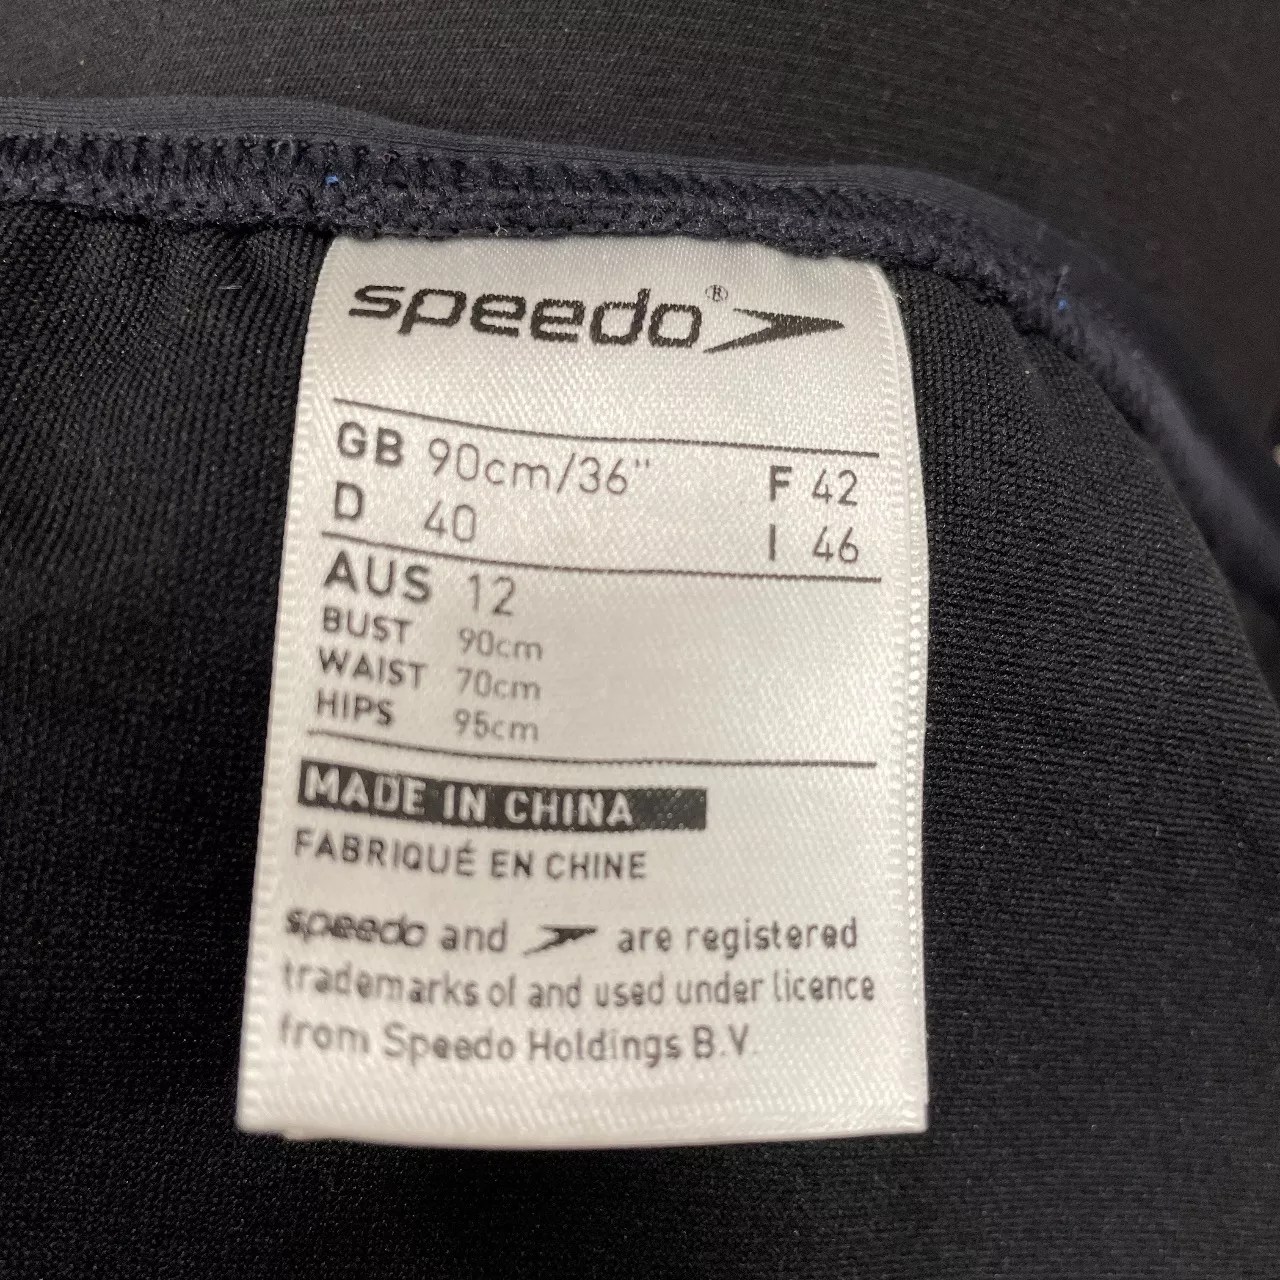 speedo®
GB 90cm/36" F 42
D 40 I 46
AUS 12
BUST 90cm
WAIST 70cm
HIPS 95cm
MADE IN CHINA
FABRIQUÉ EN CHINE
speedo and are registered
trademarks of and used under licence
from Speedo Holdings B.V.